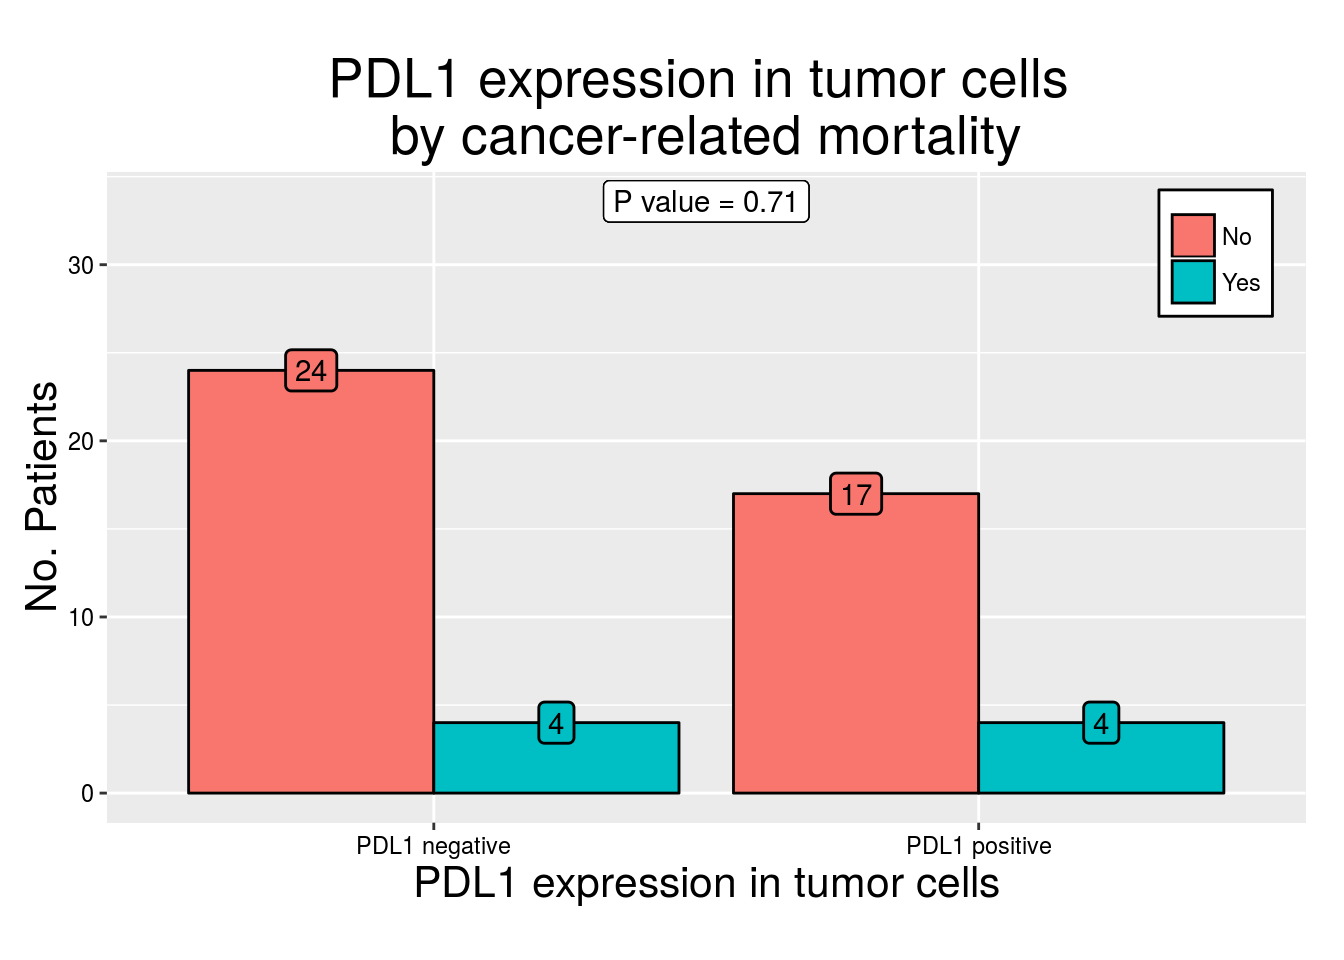 PDL1 expression in tumor cells
by cancer-related mortality
P value = 0.71
No
Yes
No. Patients
30
20
10
0
24
4
17
4
PDL1 negative
PDL1 positive
PDL1 expression in tumor cells